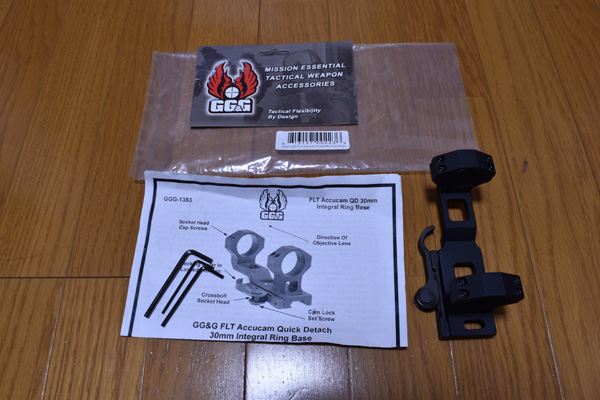 MISSION ESSENTIAL
TACTICAL WEAPON
ACCESSORIES
GG&G
Tactical Flexibility
By Design
GGG-1383
GG&G
FLT Accucam QD 30mm
Integral Ring Base
Socket Head
Cap Screws
Direction Of
Objective Lens
In
Crossbolt
Socket Head
Cam Lock
Set Screw
GG&G FLT Accucam Quick Detach
30mm Integral Ring Base